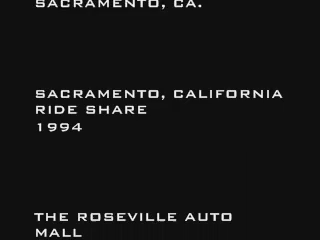 SACRAMENTO, CA.
SACRAMENTO, CALIFORNIA
RIDE SHARE
1994
THE ROSEVILLE AUTO
MALL